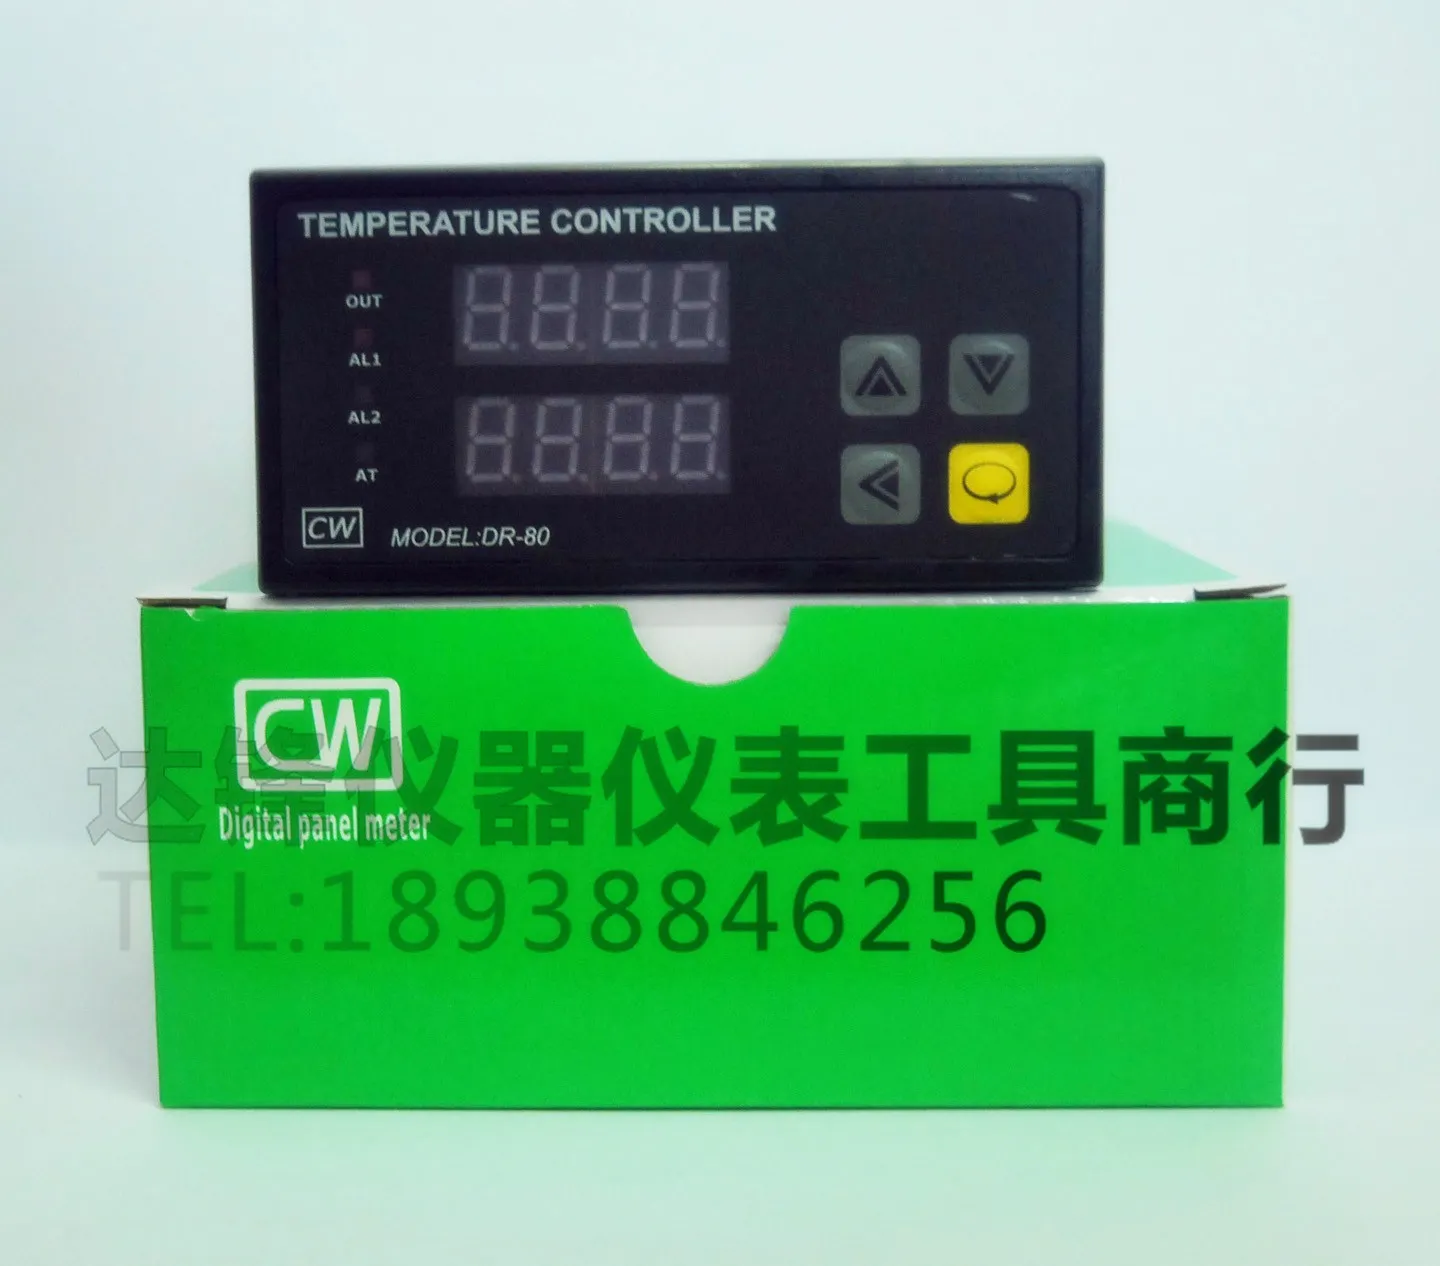 TEMPERATURE CONTROLLER
OUT
AL1
AL2
AT
CW
MODEL:DR-80
CW
Digital panel meter
达锋仪器仪表工具商行
TEL:18938846256